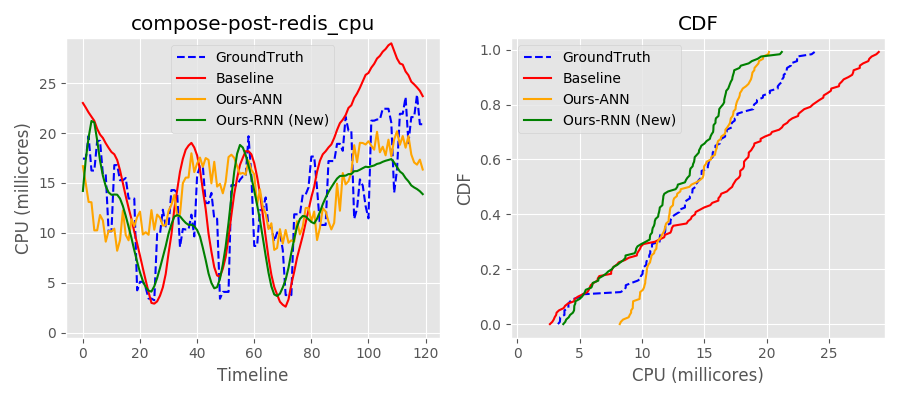 compose-post-redis_cpu
GroundTruth
Baseline
Ours-ANN
Ours-RNN (New)
CPU (millicores)
25
20
15
10
5
0
0
20
40
60
80
100
120
Timeline
CDF
GroundTruth
Baseline
Ours-ANN
Ours-RNN (New)
CDF
1.0
0.8
0.6
0.4
0.2
0.0
0
5
10
15
20
25
CPU (millicores)